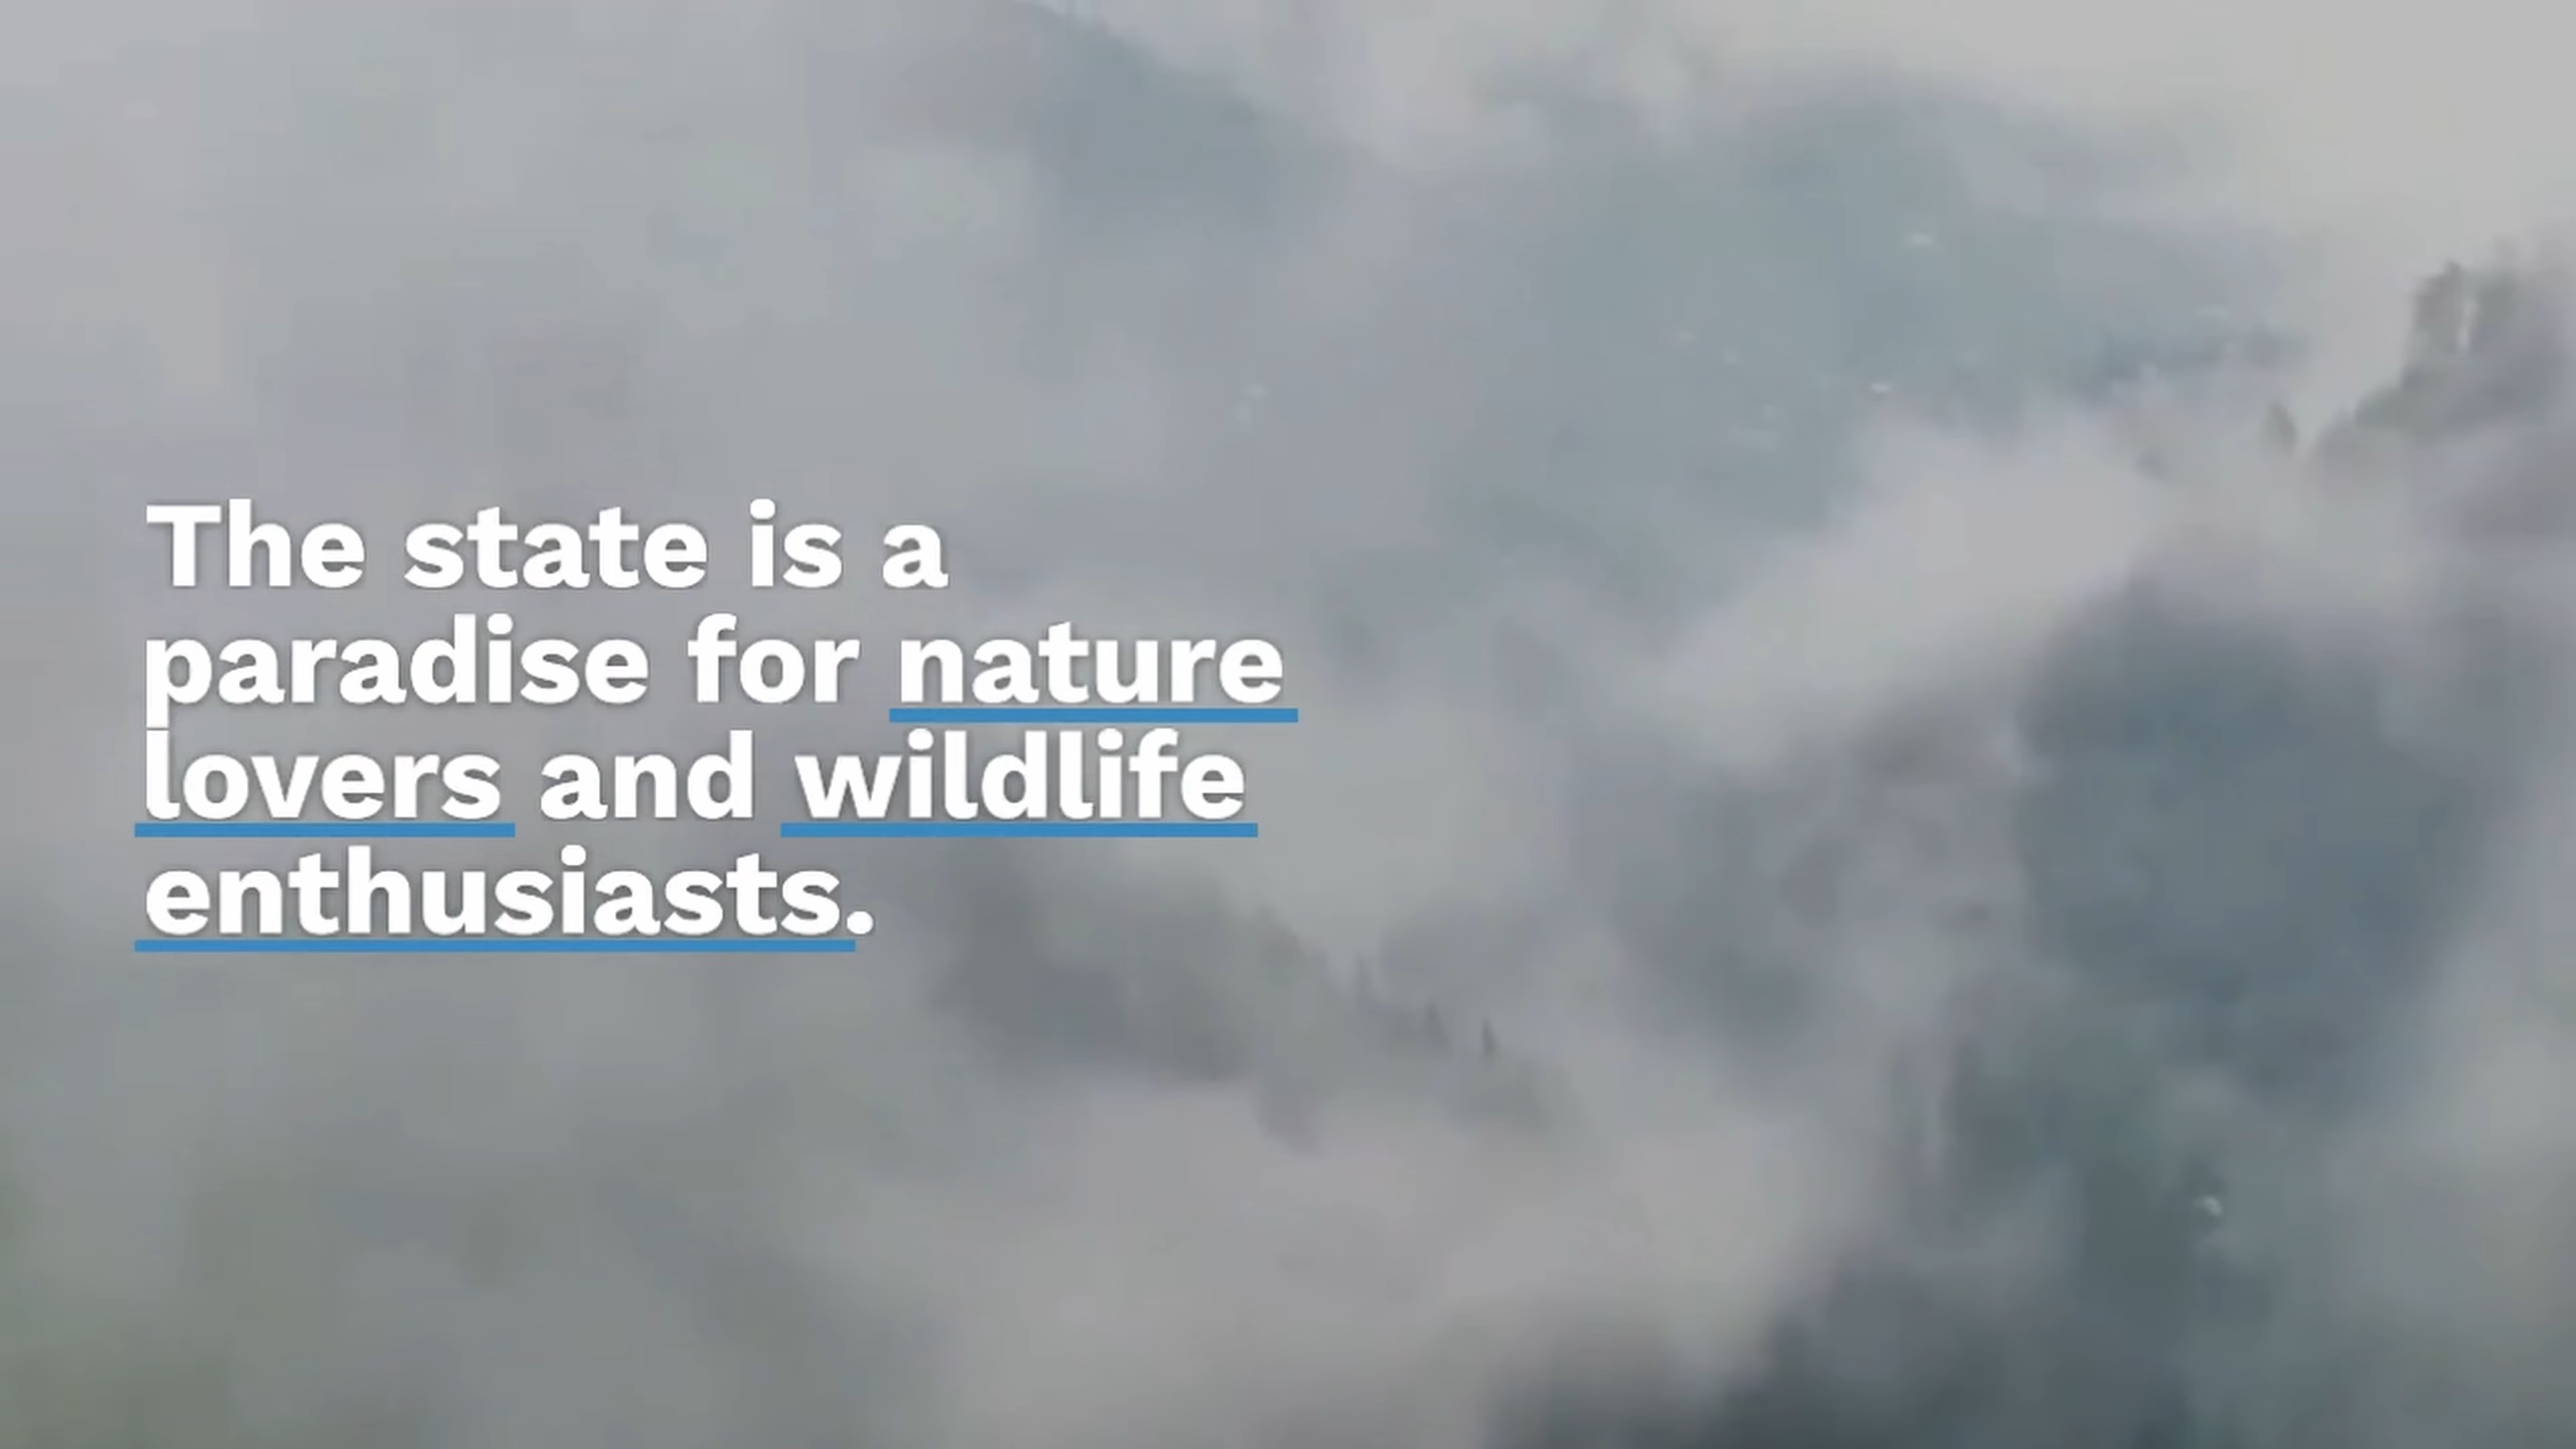 The state is a
paradise for nature
lovers and wildlife
enthusiasts.